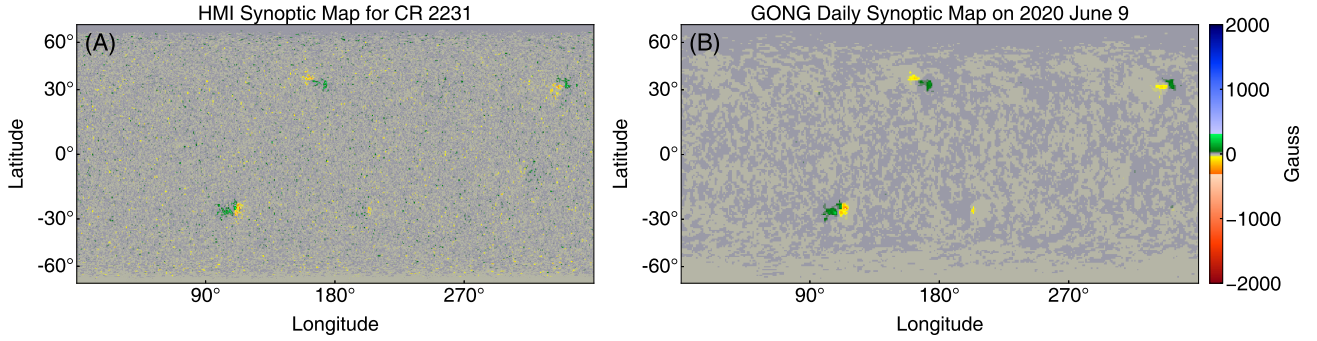 HMI Synoptic Map for CR 2231
(A)
60°
30°
0°
-30°
-60°
Latitude
90°
180°
270°
Longitude
GONG Daily Synoptic Map on 2020 June 9
(B)
60°
30°
0°
-30°
-60°
Latitude
90°
180°
270°
Longitude
2000
1000
0
−1000
−2000
Gauss